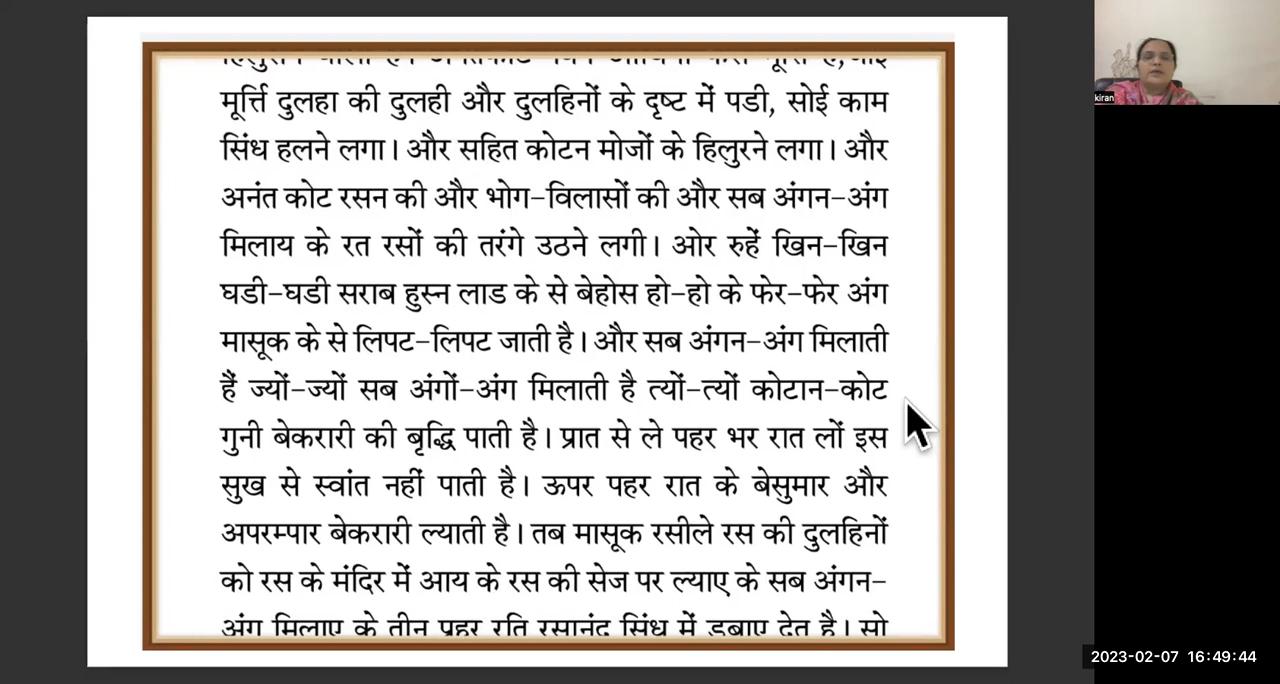 मूर्त्ति दुलहा की दुलही और दुलहिनों के दृष्ट में पडी, सोई काम
सिंध हलने लगा। और सहित कोटन मोजों के हिलुरने लगा। और
अनंत कोट रसन की और भोग-विलासों की और सब अंगन-अंग
मिलाय के रत रसों की तरंगे उठने लगी। ओर रुहें खिन-खिन
घडी-घडी सराब हुस्न लाड के से बेहोस हो-हो के फेर-फेर अंग
मासूक के से लिपट-लिपट जाती है। और सब अंगन-अंग मिलाती
हैं ज्यों-ज्यों सब अंगों-अंग मिलाती है त्यों-त्यों कोटान-कोट
गुनी बेकरारी की बृद्धि पाती है। प्रात से ले पहर भर रात लों इस
सुख से स्वांत नहीं पाती है। ऊपर पहर रात के बेसुमार और
अपरम्पार बेकरारी ल्याती है। तब मासूक रसीले रस की दुलहिनों
को रस के मंदिर में आय के रस की सेज पर ल्याए के सब अंगन-
अंग मिलाए के तीन प्रहर रति रसानंद सिंध में डुबाए देत है। सो
kiran
2023-02-07 16:49:44